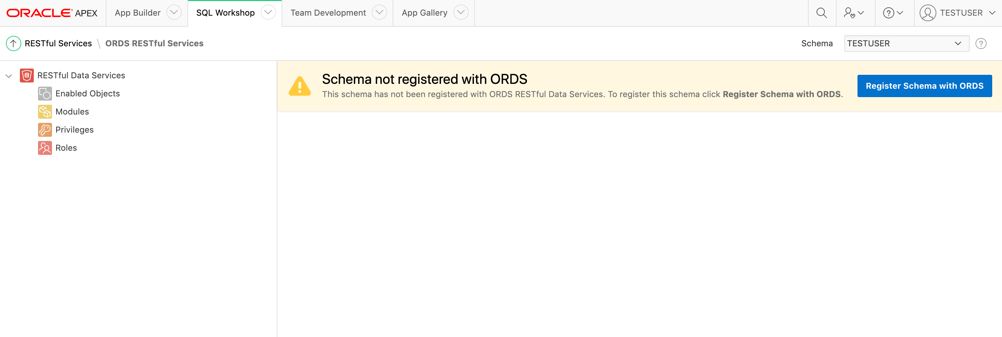 ORACLE APEX App Builder SQL Workshop Team Development App Gallery TESTUSER
RESTful Services \ ORDS RESTful Services Schema TESTUSER
RESTful Data Services
Enabled Objects
Modules
Privileges
Roles
Schema not registered with ORDS
This schema has not been registered with ORDS RESTful Data Services. To register this schema click Register Schema with ORDS.
Register Schema with ORDS